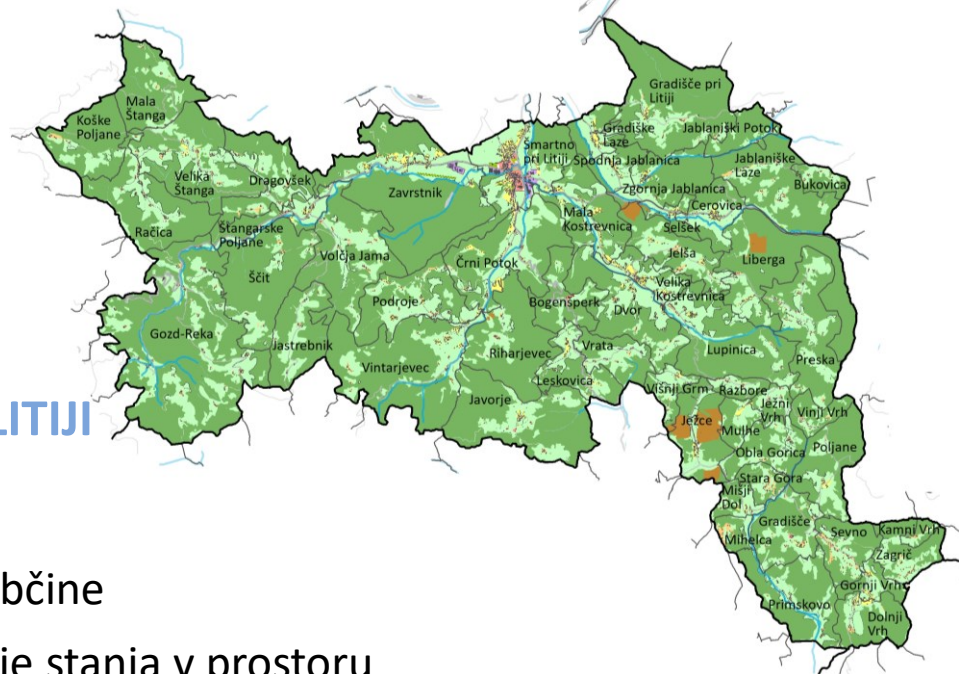 Gradišče pri
Litiji
Mala
Štanga
Koške
Poljane
Gradiške
Laze
Jablaniški Potok
Šmartno
pri Litiji
Spodnja Jablanica
Jablaniške
Laze
Velika
Štanga
Dragovšek
Zavrstnik
Zgornja Jablanica
Bukovica
Cerovica
Mala
Kostrevnica
Selšek
Račica
Štangarske
Poljane
Volčja Jama
Jelša
Liberga
Ščit
Črni Potok
Velika
Kostrevnica
Podroje
Bogenšperk
Dvor
Gozd-Reka
Jastrebnik
Riharjevec
Vrata
Lupinica
Preska
Vintarjevec
Leskovica
Javorje
Višnji Grm
Razbore
Ježni
Vrh
Vinji Vrh
LITIJI
Ježce
Mulhe
Obla Gorica
Poljane
Stara Gora
Mišji
Dol
Gradišče
Sevno
Kamni Vrh
Mihelca
Zagrič
Gornji Vrh
Primskovo
Dolnji
Vrh
bčine
je stanja v prostoru